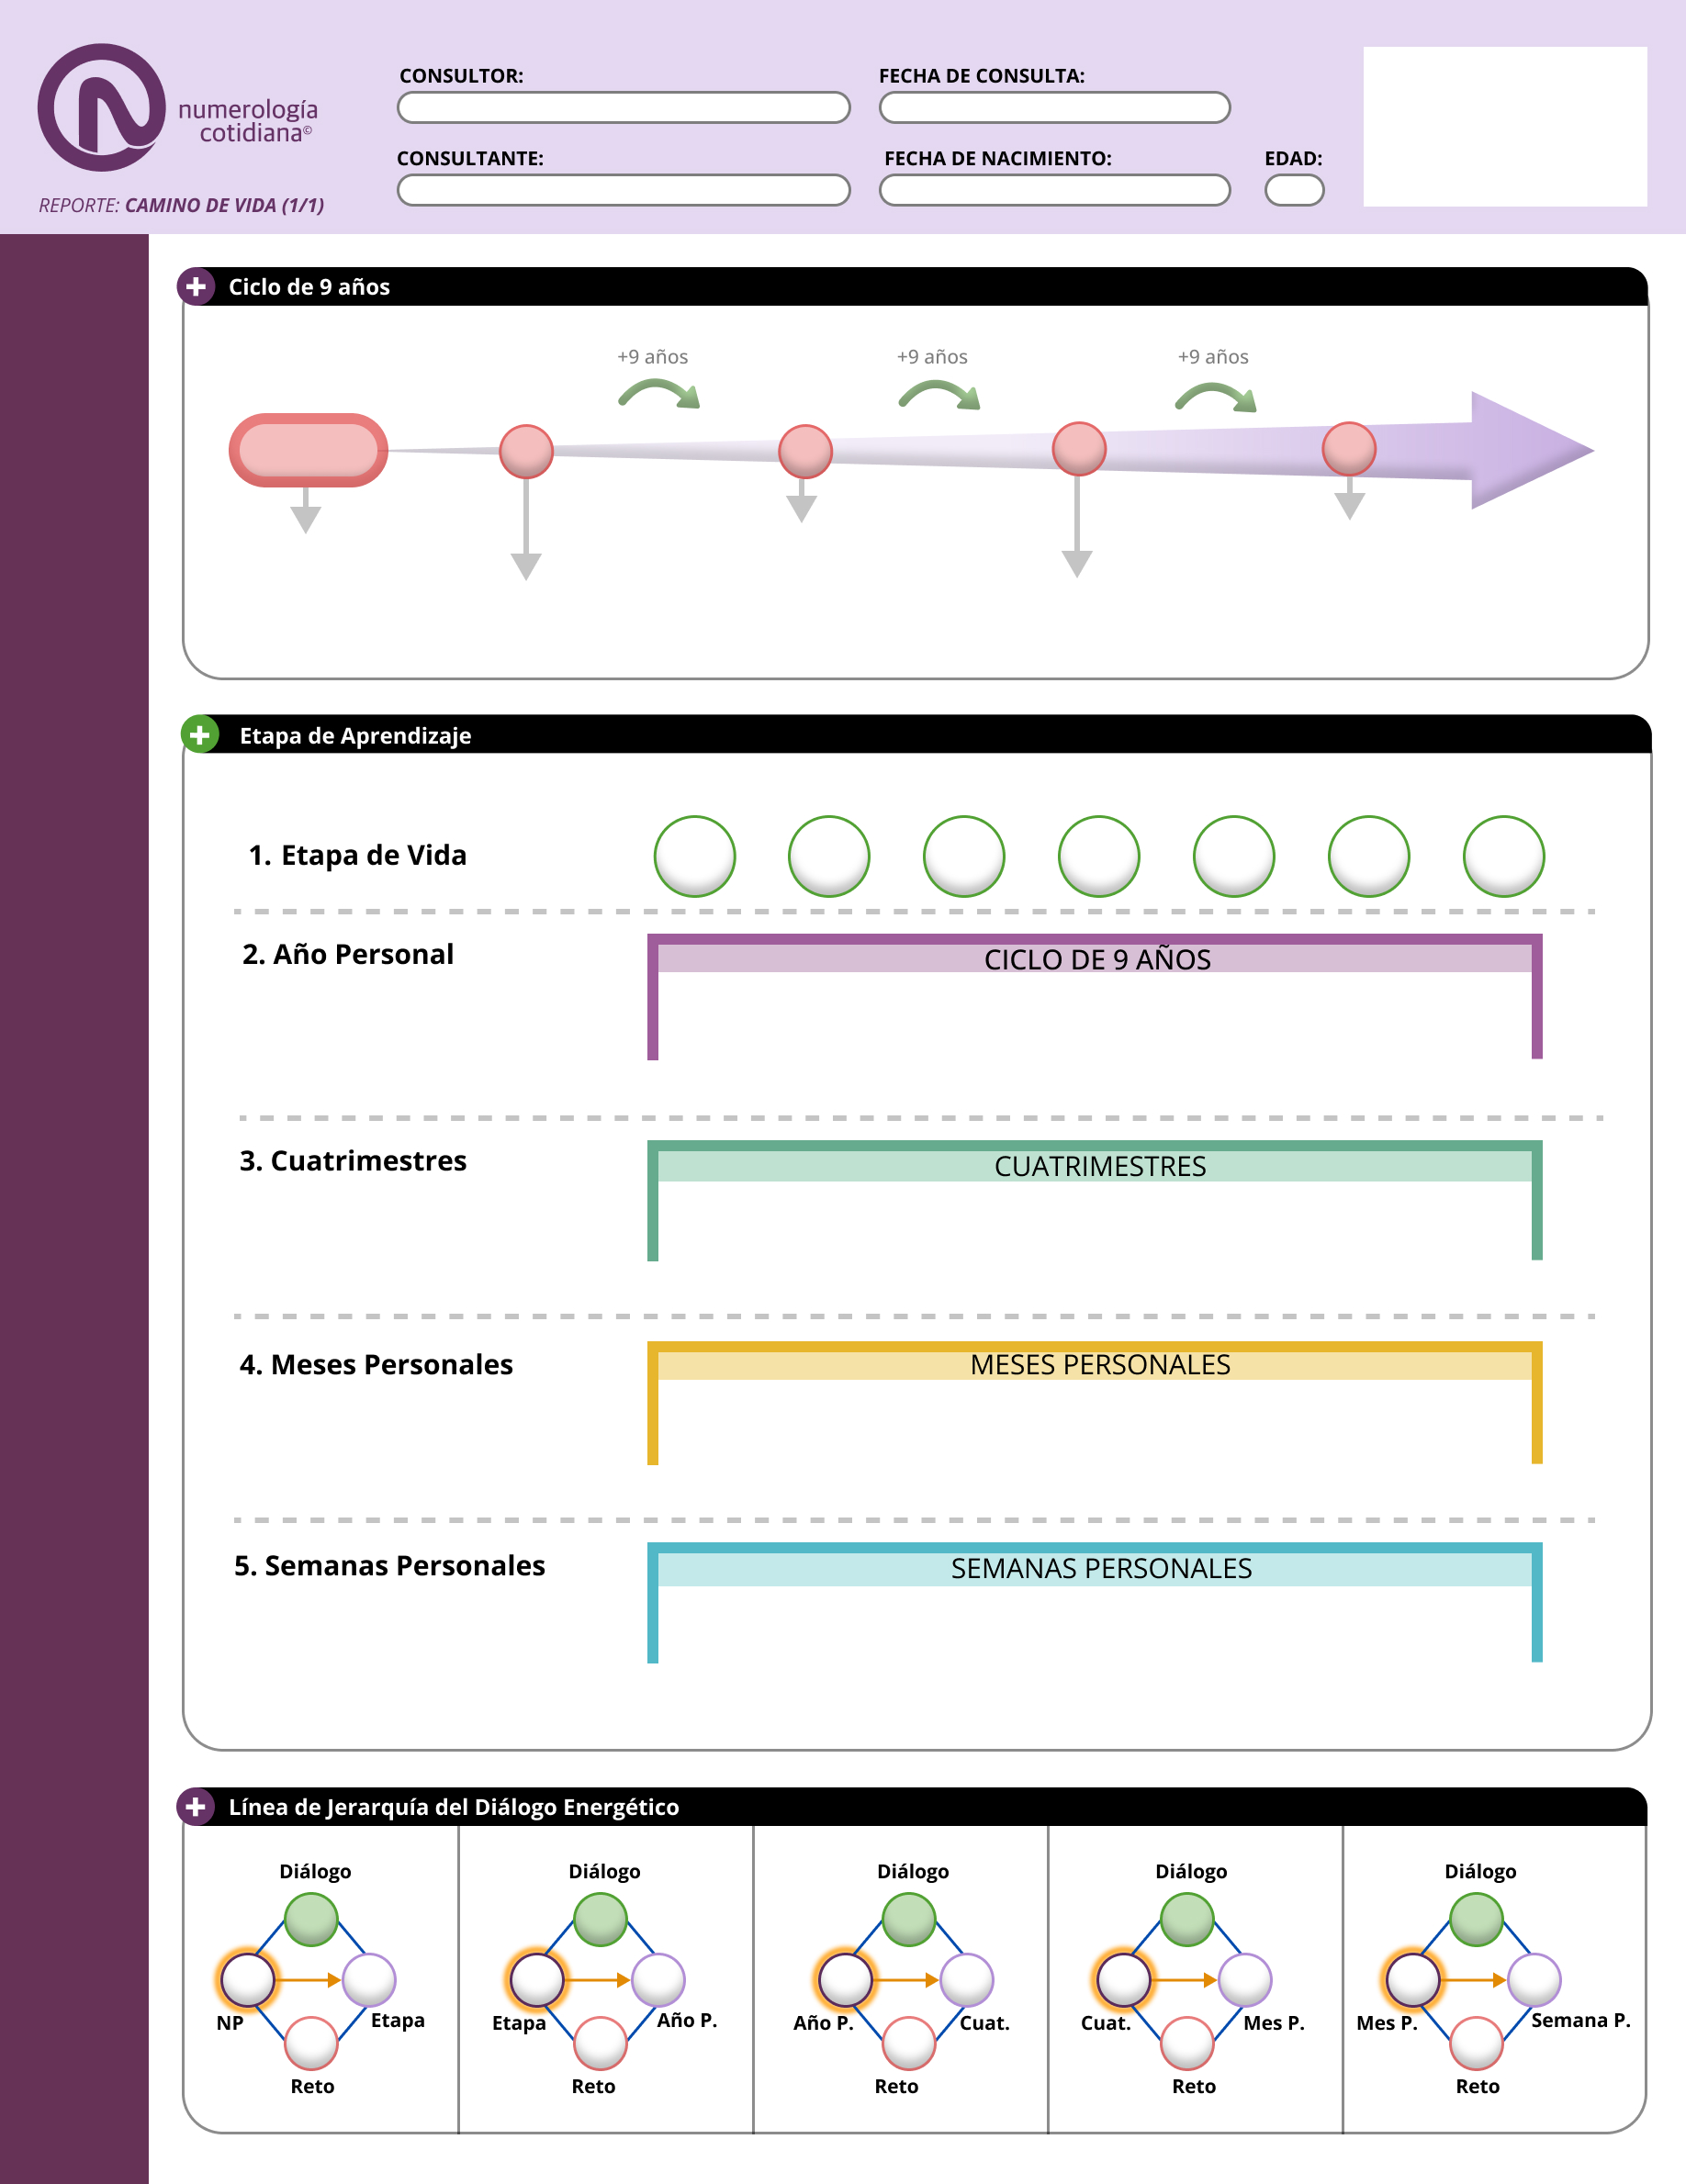 numerología
cotidiana©
REPORTE: CAMINO DE VIDA (1/1)
CONSULTOR:
FECHA DE CONSULTA:
CONSULTANTE:
FECHA DE NACIMIENTO:
EDAD:
Ciclo de 9 años
+9 años
+9 años
+9 años
Etapa de Aprendizaje
1. Etapa de Vida
2. Año Personal
CICLO DE 9 AÑOS
3. Cuatrimestres
CUATRIMESTRES
4. Meses Personales
MESES PERSONALES
5. Semanas Personales
SEMANAS PERSONALES
Línea de Jerarquía del Diálogo Energético
Diálogo
NP
Etapa
Reto
Diálogo
Etapa
Año P.
Reto
Diálogo
Año P.
Cuat.
Reto
Diálogo
Cuat.
Mes P.
Reto
Diálogo
Mes P.
Semana P.
Reto